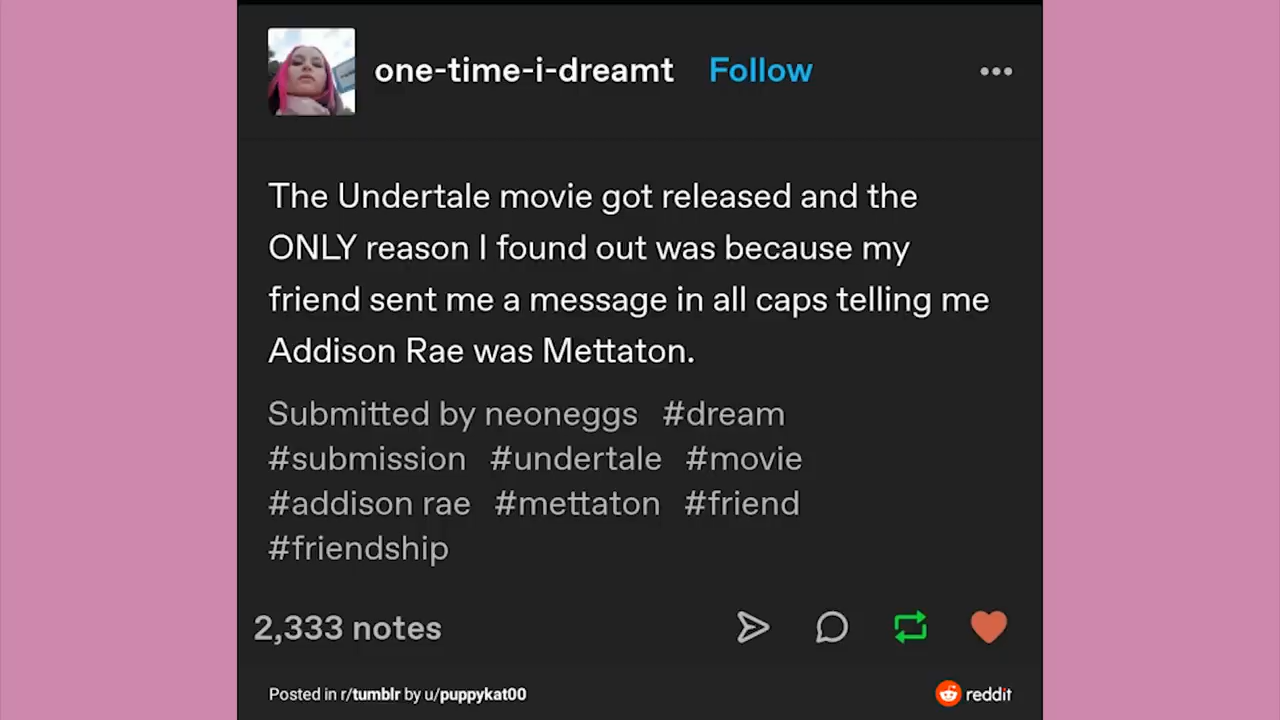 one-time-i-dreamt Follow
The Undertale movie got released and the
ONLY reason I found out was because my
friend sent me a message in all caps telling me
Addison Rae was Mettaton.
Submitted by neoneggs #dream
#submission #undertale #movie
#addison rae #mettaton #friend
#friendship
2,333 notes
Posted in r/tumblr by u/puppykat00 reddit